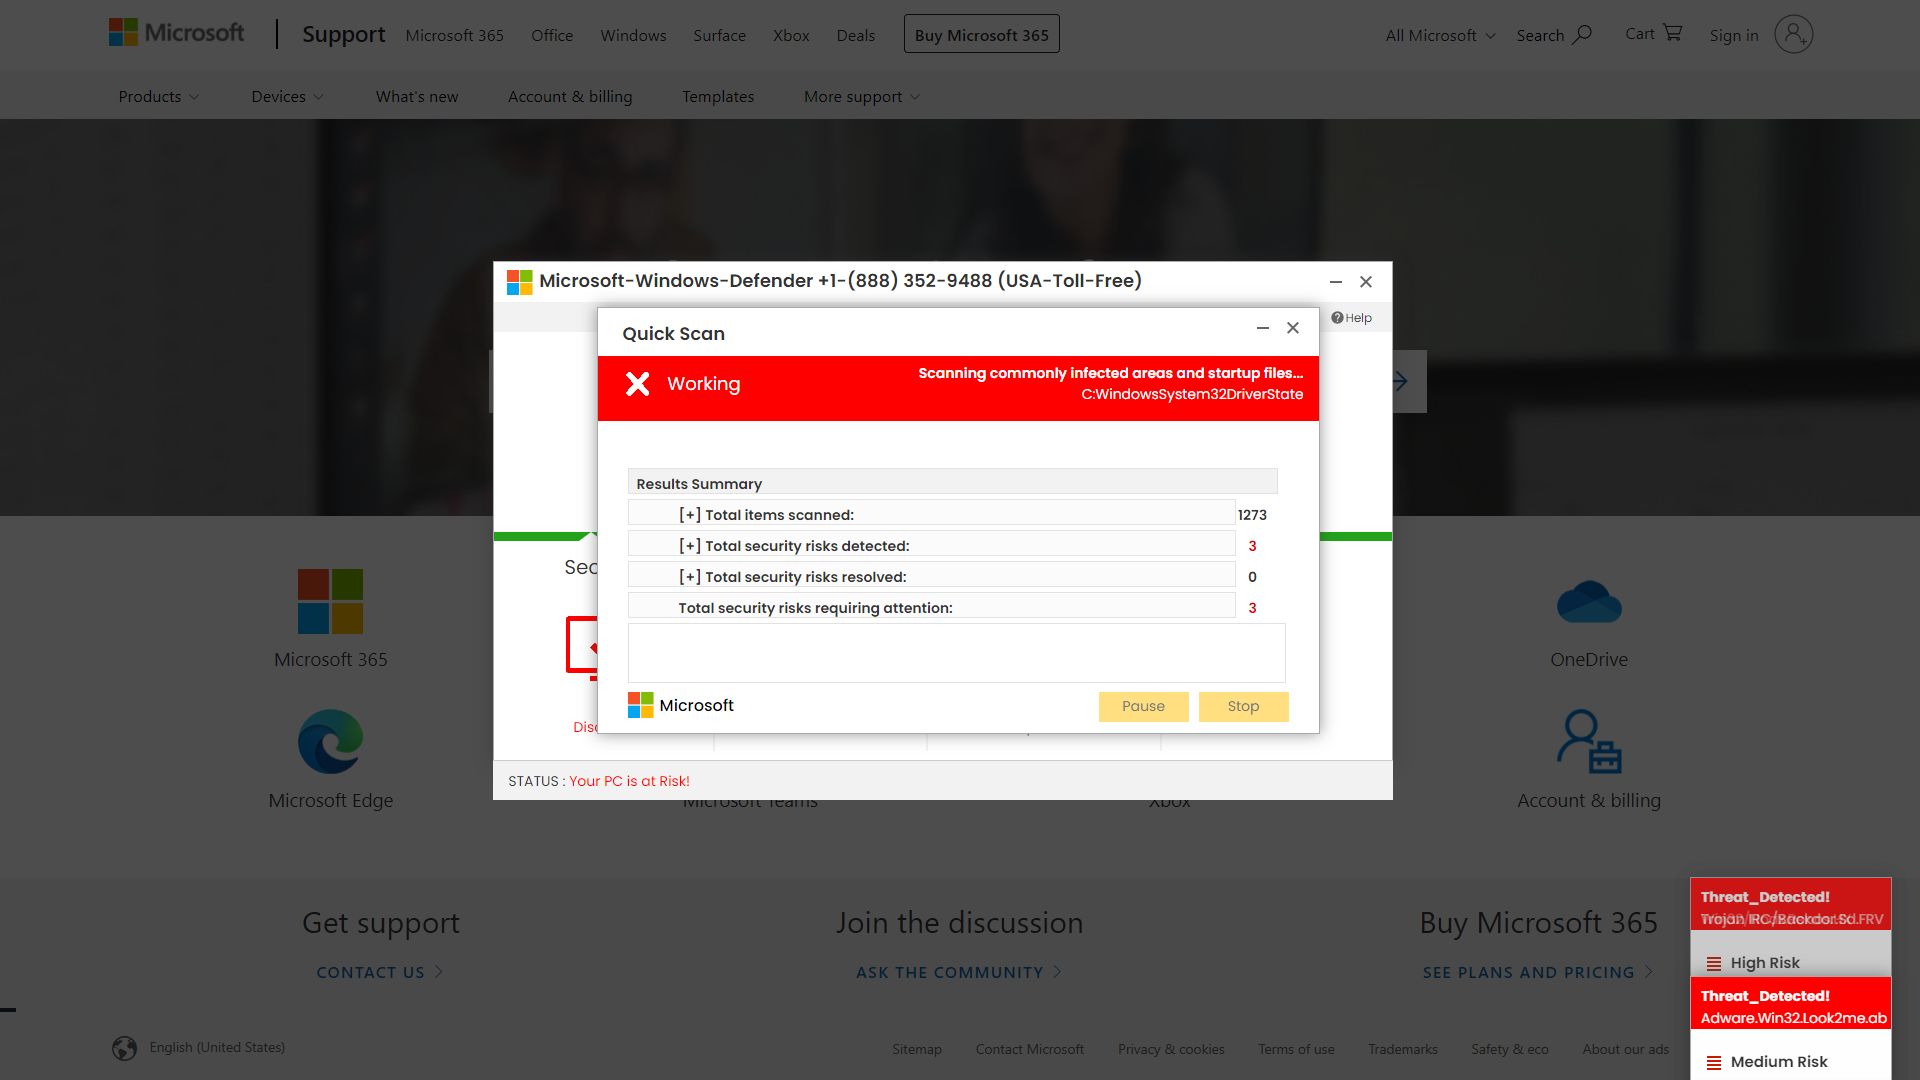 Microsoft
Support
Microsoft 365
Office
Windows
Surface
Xbox
Deals
Buy Microsoft 365
All Microsoft
Search
Cart
Sign in
Products
Devices
What's new
Account & billing
Templates
More support
Microsoft-Windows-Defender +1-(888) 352-9488 (USA-Toll-Free)
Help
Quick Scan
Working
Scanning commonly infected areas and startup files...
C:WindowsSystem32DriverState
Results Summary
[+] Total items scanned:
1273
[+] Total security risks detected:
3
[+] Total security risks resolved:
0
Total security risks requiring attention:
3
Microsoft
Pause
Stop
Sec
Disc
STATUS : Your PC is at Risk!
Microsoft 365
OneDrive
Microsoft Edge
Microsoft Teams
Xbox
Account & billing
Get support
CONTACT US
Join the discussion
ASK THE COMMUNITY
Buy Microsoft 365
SEE PLANS AND PRICING
Threat_Detected!
High Risk
Threat_Detected!
Adware.Win32.Look2me.ab
Medium Risk
English (United States)
Sitemap
Contact Microsoft
Privacy & cookies
Terms of use
Trademarks
Safety & eco
About our ads